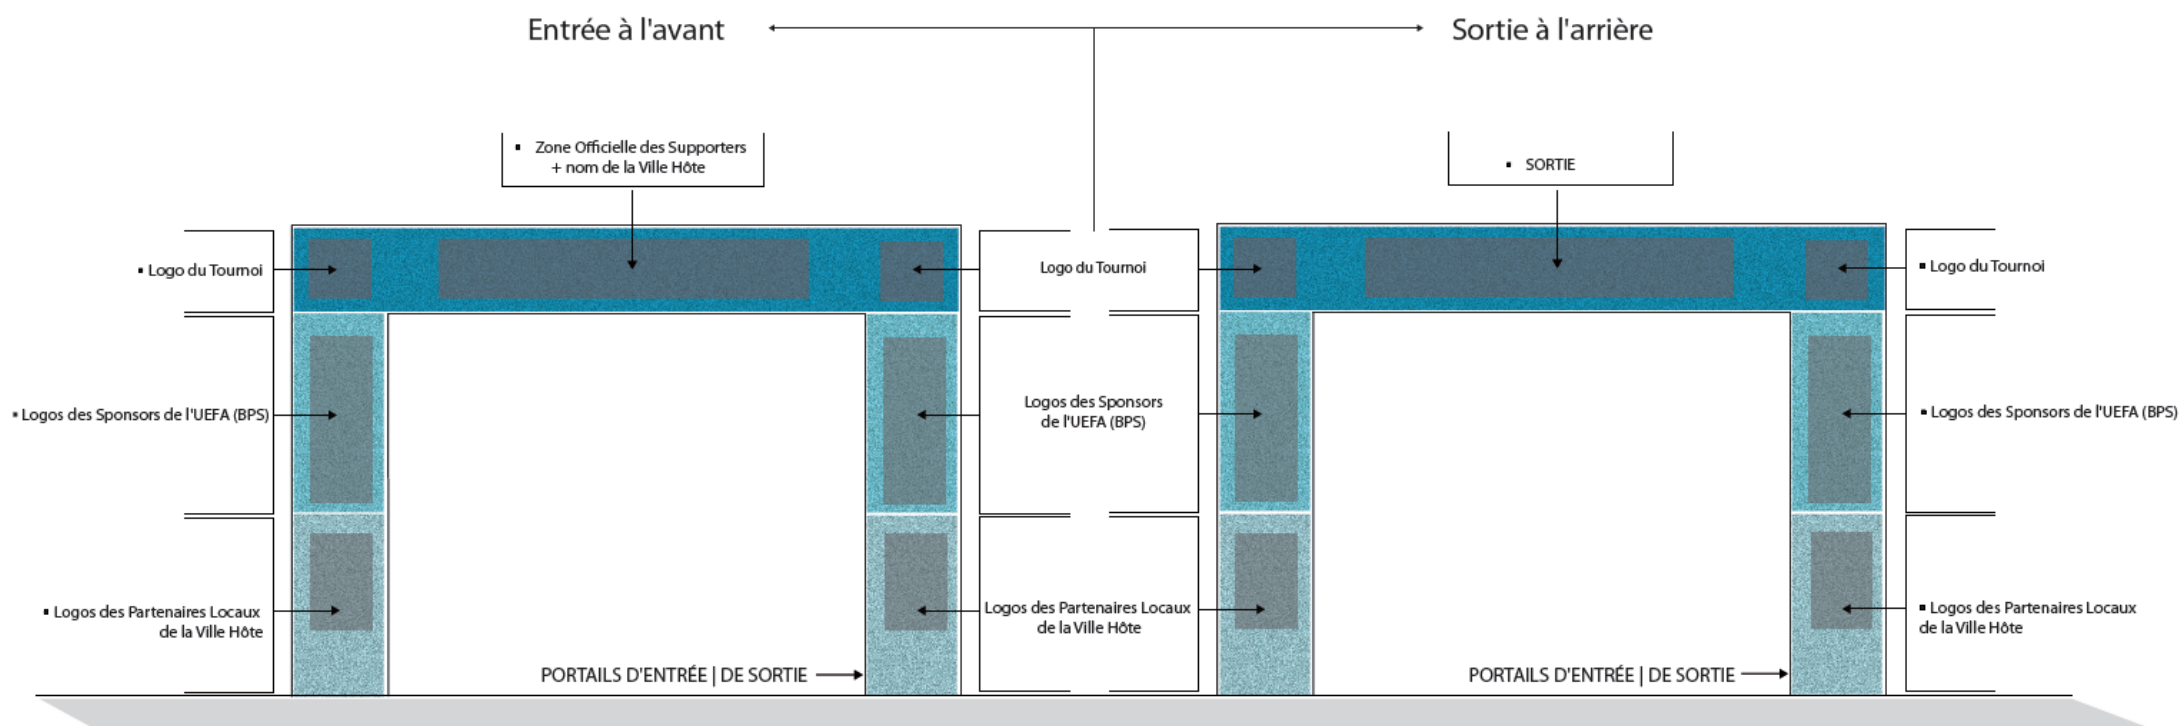 Entrée à l'avant
Sortie à l'arrière
▪ Zone Officielle des Supporters
+ nom de la Ville Hôte
▪ SORTIE
▪ Logo du Tournoi
Logo du Tournoi
▪ Logo du Tournoi
▪ Logos des Sponsors de l'UEFA (BPS)
Logos des Sponsors
de l'UEFA (BPS)
▪ Logos des Sponsors de l'UEFA (BPS)
▪ Logos des Partenaires Locaux
de la Ville Hôte
Logos des Partenaires Locaux
de la Ville Hôte
▪ Logos des Partenaires Locaux
de la Ville Hôte
PORTAILS D'ENTRÉE | DE SORTIE
PORTAILS D'ENTRÉE | DE SORTIE